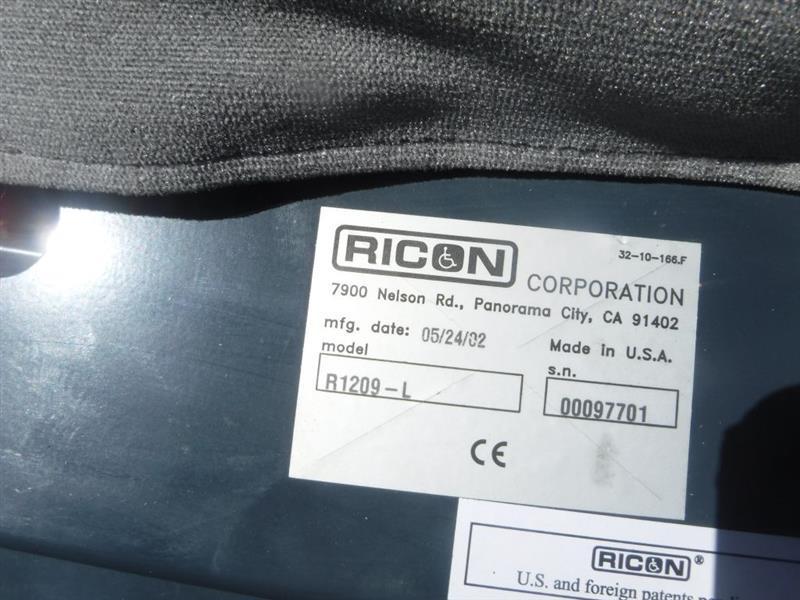 RICON
32-10-166.F
CORPORATION
7900 Nelson Rd., Panorama City, CA 91402
mfg. date: 05/24/02
Made in U.S.A.
model
s.n.
R1209-L
00097701
CE
RICON®
U.S. and foreign patents pending